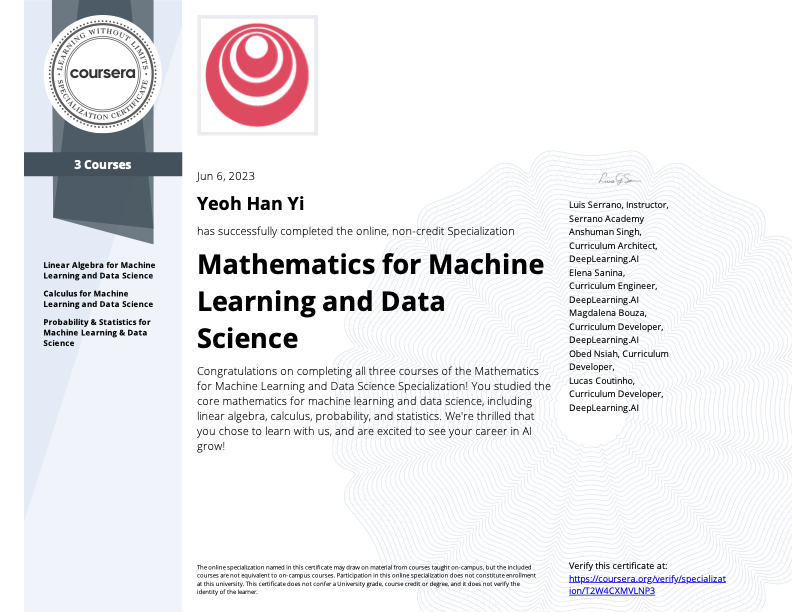 LEARNING WITHOUT LIMITS
coursera
SPECIALIZATION CERTIFICATE
3 Courses
Linear Algebra for Machine
Learning and Data Science
Calculus for Machine
Learning and Data Science
Probability & Statistics for
Machine Learning & Data
Science
Jun 6, 2023
Yeoh Han Yi
has successfully completed the online, non-credit Specialization
Mathematics for Machine
Learning and Data
Science
Congratulations on completing all three courses of the Mathematics
for Machine Learning and Data Science Specialization! You studied the
core mathematics for machine learning and data science, including
linear algebra, calculus, probability, and statistics. We're thrilled that
you chose to learn with us, and are excited to see your career in AI
grow!
Luis Serrano, Instructor,
Serrano Academy
Anshuman Singh,
Curriculum Architect,
DeepLearning.AI
Elena Sanina,
Curriculum Engineer,
DeepLearning.AI
Magdalena Bouza,
Curriculum Developer,
DeepLearning.AI
Obed Nsiah, Curriculum
Developer,
Lucas Coutinho,
Curriculum Developer,
DeepLearning.AI
The online specialization named in this certificate may draw on material from courses taught on-campus, but the included
courses are not equivalent to on-campus courses. Participation in this online specialization does not constitute enrollment
at this university. This certificate does not confer a University grade, course credit or degree, and it does not verify the
identity of the learner.
Verify this certificate at:
https://coursera.org/verify/specializat
ion/T2W4CXMVLNP3